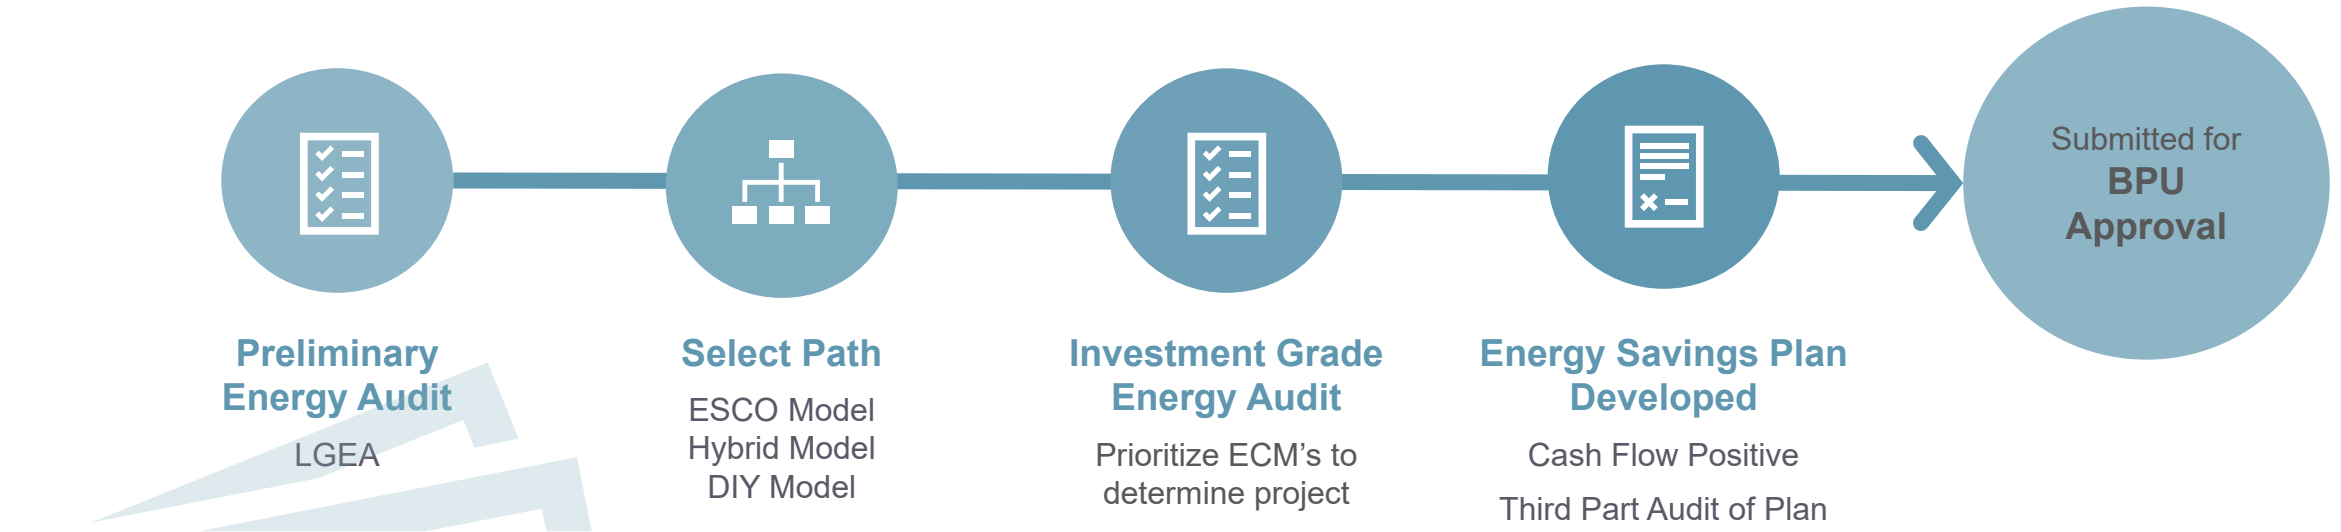 Preliminary
Energy Audit
LGEA
Select Path
ESCO Model
Hybrid Model
DIY Model
Investment Grade
Energy Audit
Prioritize ECM's to
determine project
Energy Savings Plan
Developed
Cash Flow Positive
Third Part Audit of Plan
Submitted for
BPU
Approval